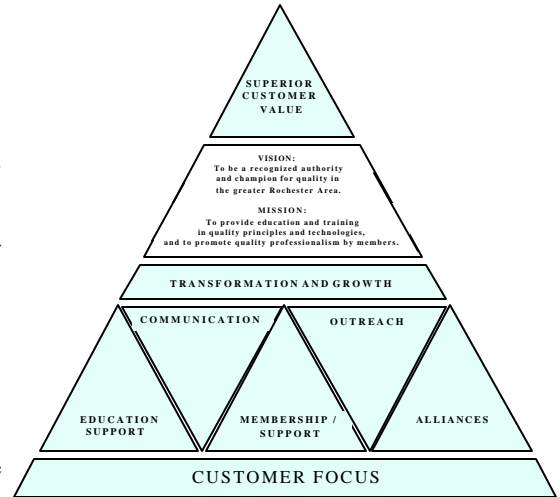 SUPERIOR
CUSTOMER
VALUE
VISION:
To be a recognized authority
and champion for quality in
the greater Rochester Area.
MISSION:
To provide education and training
in quality principles and technologies,
and to promote quality professionalism by members.
TRANSFORMATION AND GROWTH
COMMUNICATION
OUTREACH
EDUCATION
SUPPORT
MEMBERSHIP /
SUPPORT
ALLIANCES
CUSTOMER FOCUS